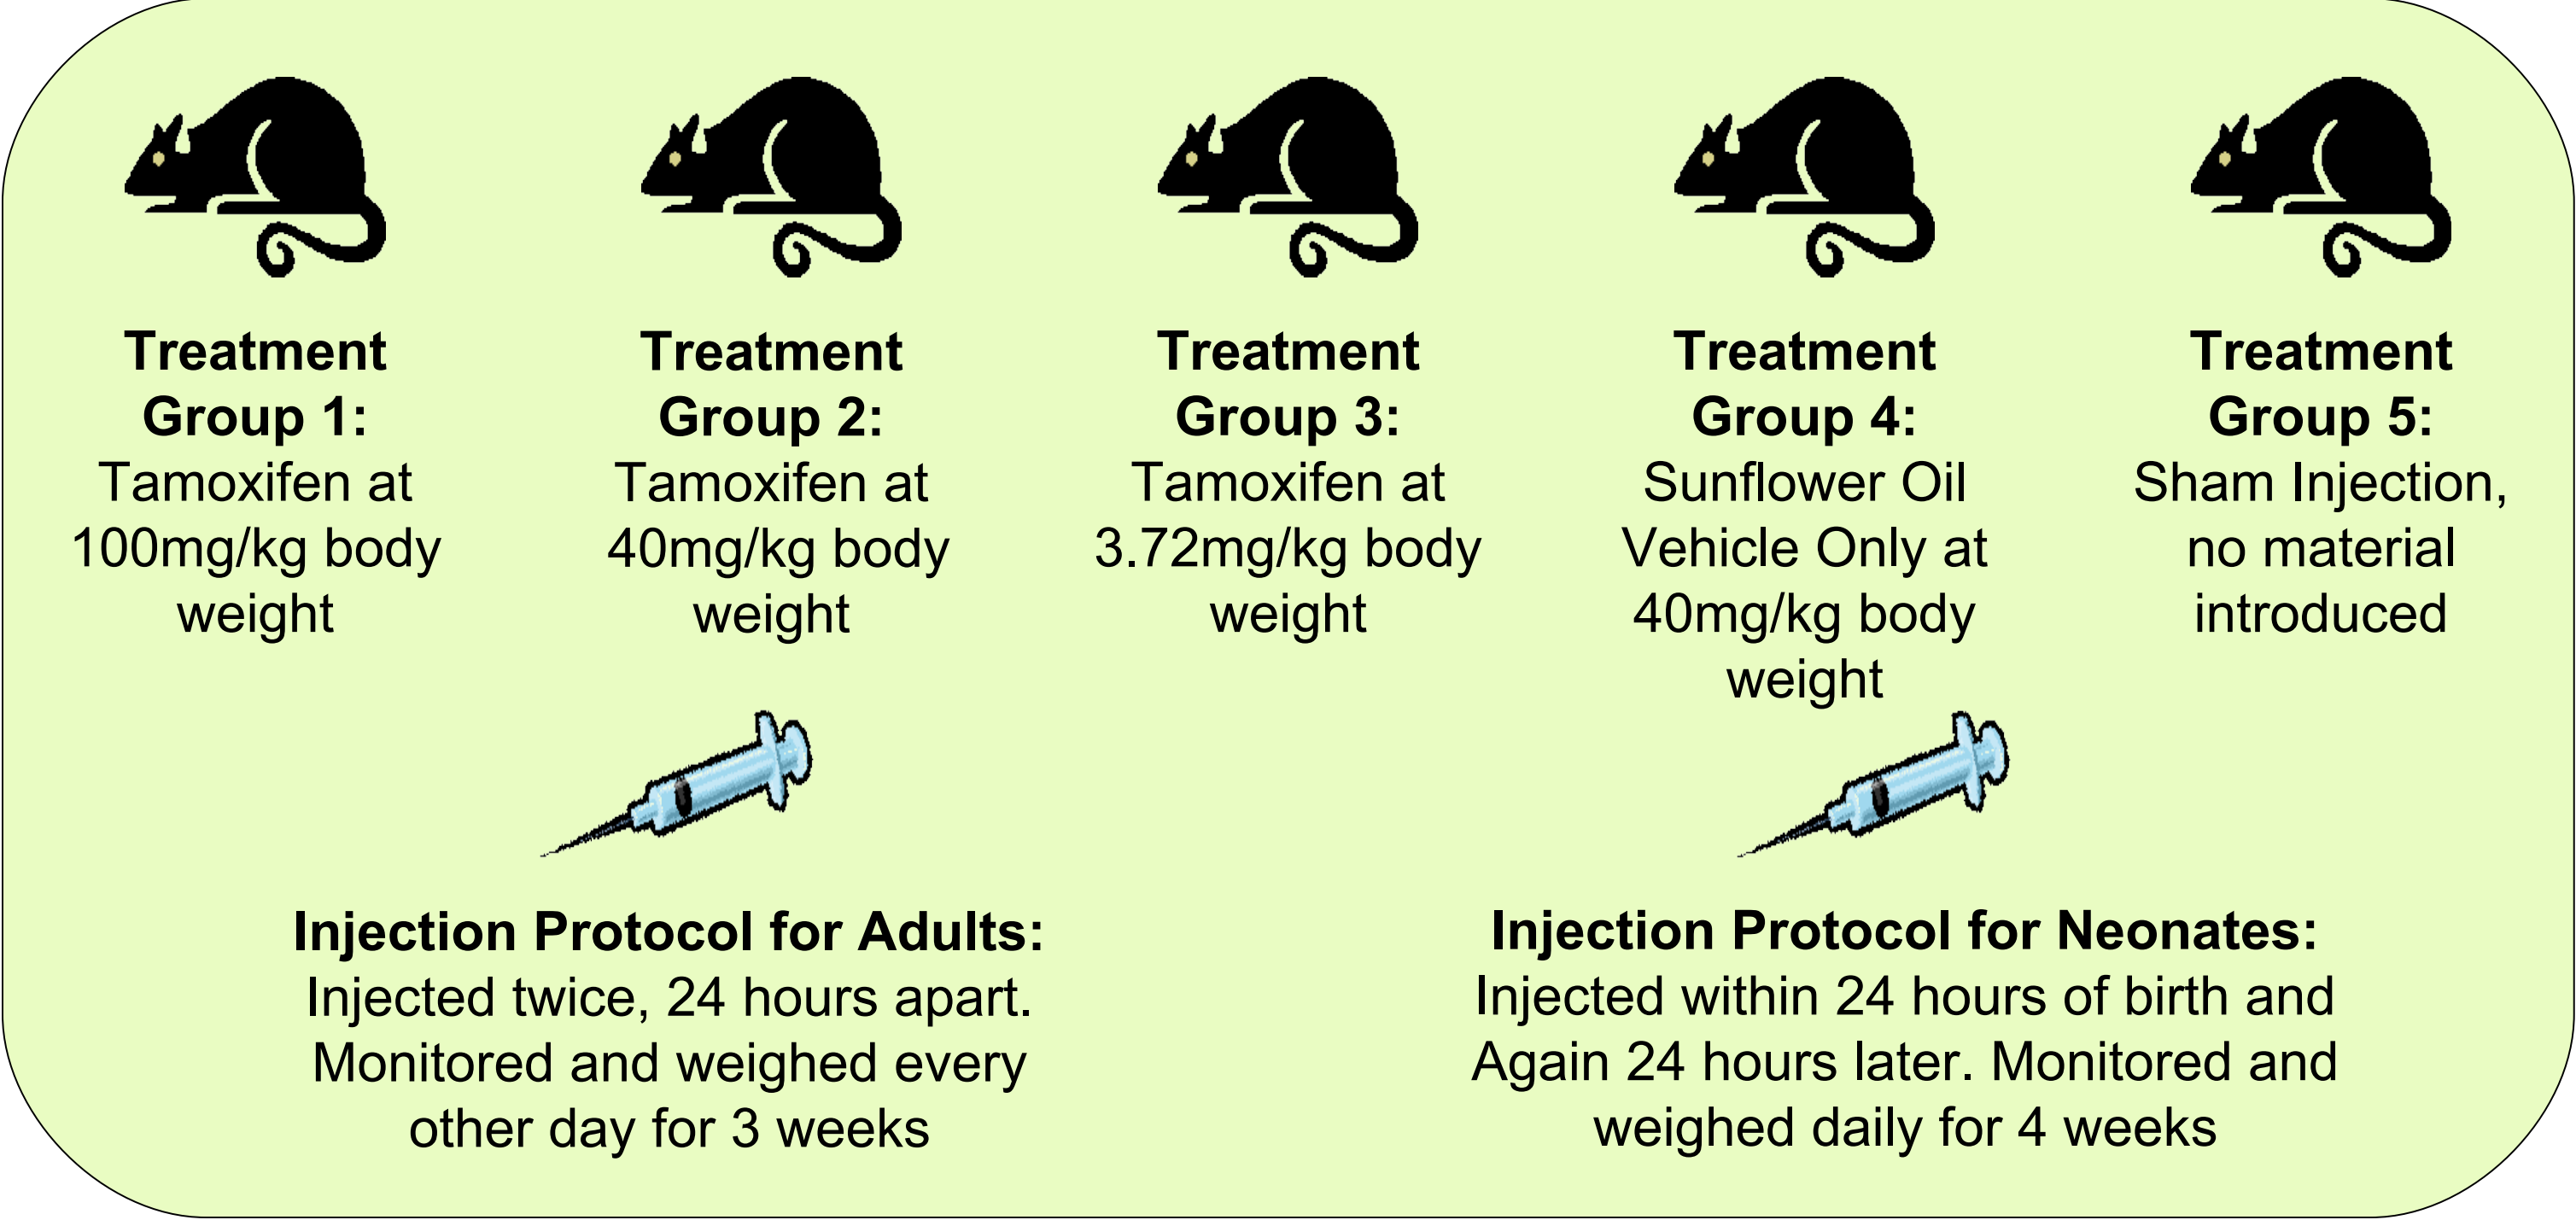 Treatment
Group 1:
Tamoxifen at
100mg/kg body
weight
Treatment
Group 2:
Tamoxifen at
40mg/kg body
weight
Treatment
Group 3:
Tamoxifen at
3.72mg/kg body
weight
Treatment
Group 4:
Sunflower Oil
Vehicle Only at
40mg/kg body
weight
Treatment
Group 5:
Sham Injection,
no material
introduced
Injection Protocol for Adults:
Injected twice, 24 hours apart.
Monitored and weighed every
other day for 3 weeks
Injection Protocol for Neonates:
Injected within 24 hours of birth and
Again 24 hours later. Monitored and
weighed daily for 4 weeks